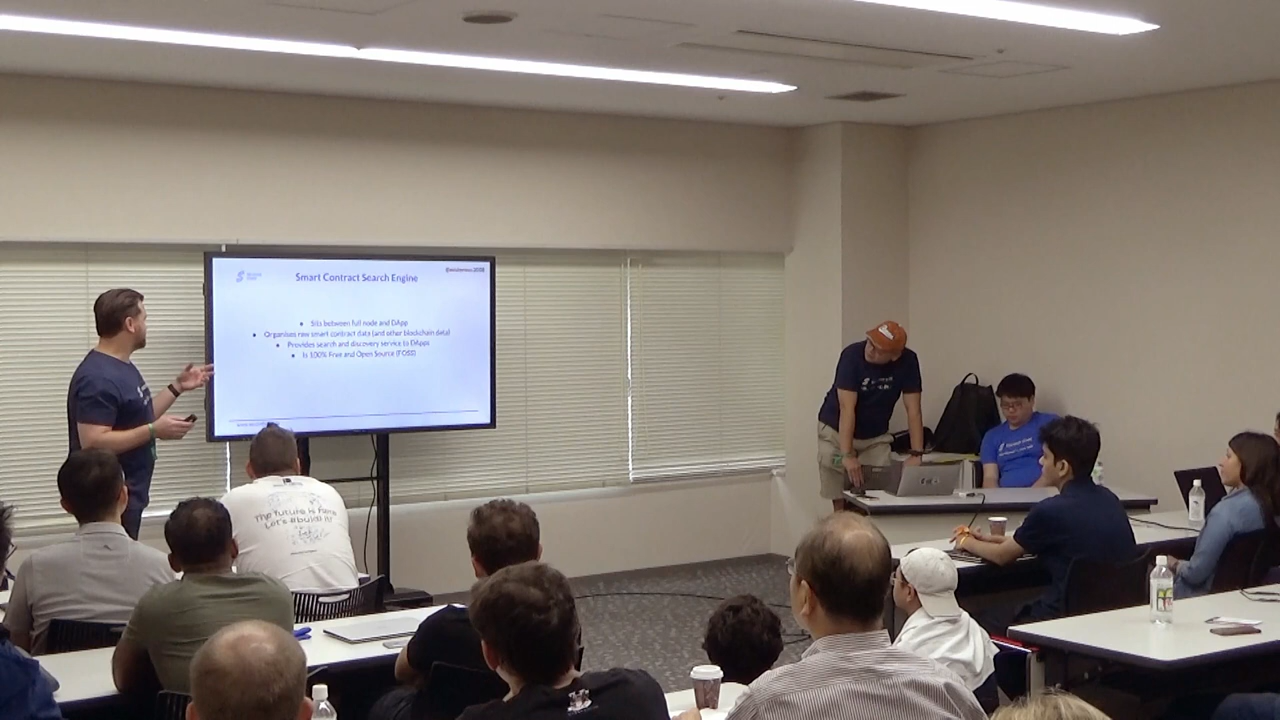 Smart Contract Search Engine
Sits between full node and DApp
Organises raw smart contract data (and other blockchain data)
Provides search and discovery service to DApps
Is 100% Free and Open Source (FOSS)
The future is here
Let's #buidl it!
DELL